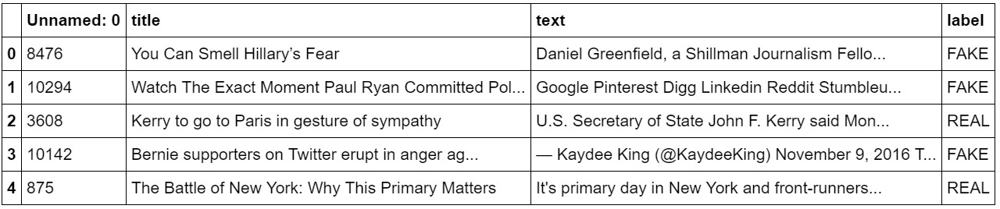 Unnamed: 0 title text label
0 8476 You Can Smell Hillary’s Fear Daniel Greenfield, a Shillman Journalism Fello... FAKE
1 10294 Watch The Exact Moment Paul Ryan Committed Pol... Google Pinterest Digg Linkedin Reddit Stumbleu... FAKE
2 3608 Kerry to go to Paris in gesture of sympathy U.S. Secretary of State John F. Kerry said Mon... REAL
3 10142 Bernie supporters on Twitter erupt in anger ag... — Kaydee King (@KaydeeKing) November 9, 2016 T... FAKE
4 875 The Battle of New York: Why This Primary Matters It's primary day in New York and front-runners... REAL